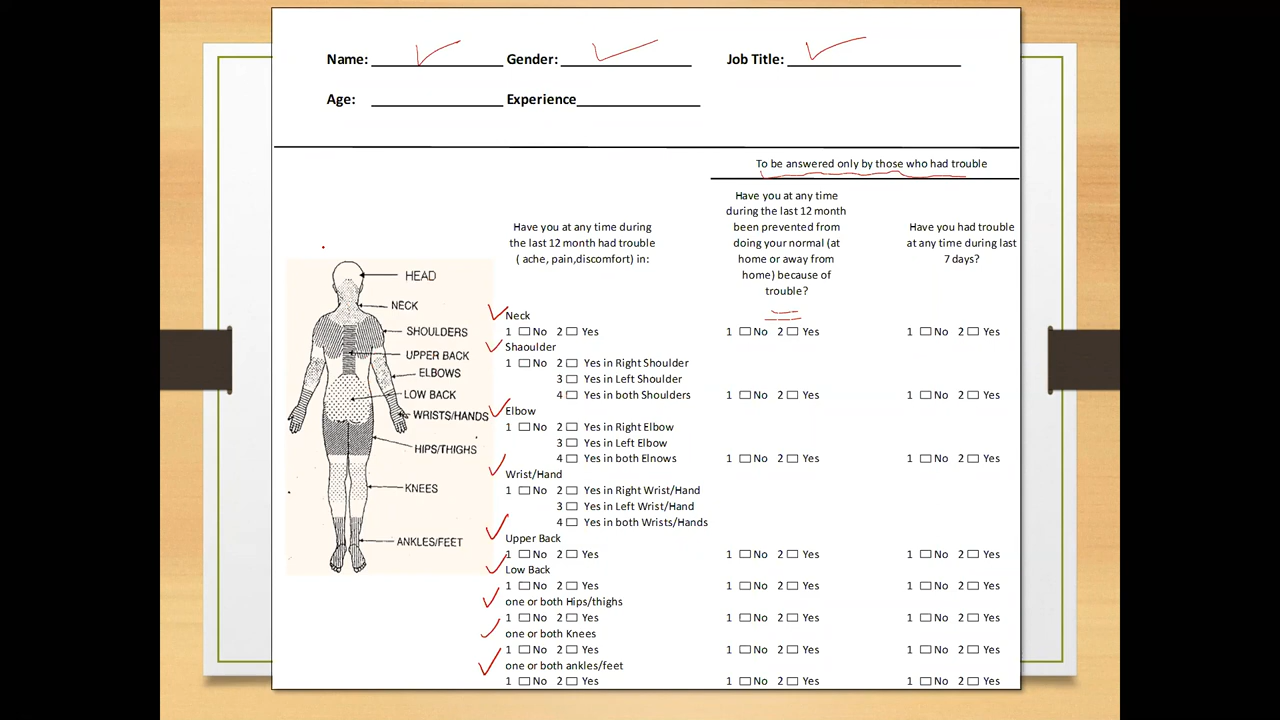 Name: ______________ Gender: ______________ Job Title: ______________
Age: ______________ Experience______________
To be answered only by those who had trouble
Have you at any time during
the last 12 month had trouble
( ache, pain,discomfort) in:
Have you at any time
during the last 12 month
been prevented from
doing your normal (at
home or away from
home) because of
trouble?
Have you had trouble
at any time during last
7 days?
HEAD
NECK
SHOULDERS
UPPER BACK
ELBOWS
LOW BACK
WRISTS/HANDS
HIPS/THIGHS
KNEES
ANKLES/FEET
Neck
1 ☐ No 2 ☐ Yes 1 ☐ No 2 ☐ Yes 1 ☐ No 2 ☐ Yes
Shaoulder
1 ☐ No 2 ☐ Yes in Right Shoulder
3 ☐ Yes in Left Shoulder
4 ☐ Yes in both Shoulders 1 ☐ No 2 ☐ Yes 1 ☐ No 2 ☐ Yes
Elbow
1 ☐ No 2 ☐ Yes in Right Elbow
3 ☐ Yes in Left Elbow
4 ☐ Yes in both Elnows 1 ☐ No 2 ☐ Yes 1 ☐ No 2 ☐ Yes
Wrist/Hand
1 ☐ No 2 ☐ Yes in Right Wrist/Hand
3 ☐ Yes in Left Wrist/Hand
4 ☐ Yes in both Wrists/Hands
Upper Back
1 ☐ No 2 ☐ Yes 1 ☐ No 2 ☐ Yes 1 ☐ No 2 ☐ Yes
Low Back
1 ☐ No 2 ☐ Yes 1 ☐ No 2 ☐ Yes 1 ☐ No 2 ☐ Yes
one or both Hips/thighs
1 ☐ No 2 ☐ Yes 1 ☐ No 2 ☐ Yes 1 ☐ No 2 ☐ Yes
one or both Knees
1 ☐ No 2 ☐ Yes 1 ☐ No 2 ☐ Yes 1 ☐ No 2 ☐ Yes
one or both ankles/feet
1 ☐ No 2 ☐ Yes 1 ☐ No 2 ☐ Yes 1 ☐ No 2 ☐ Yes